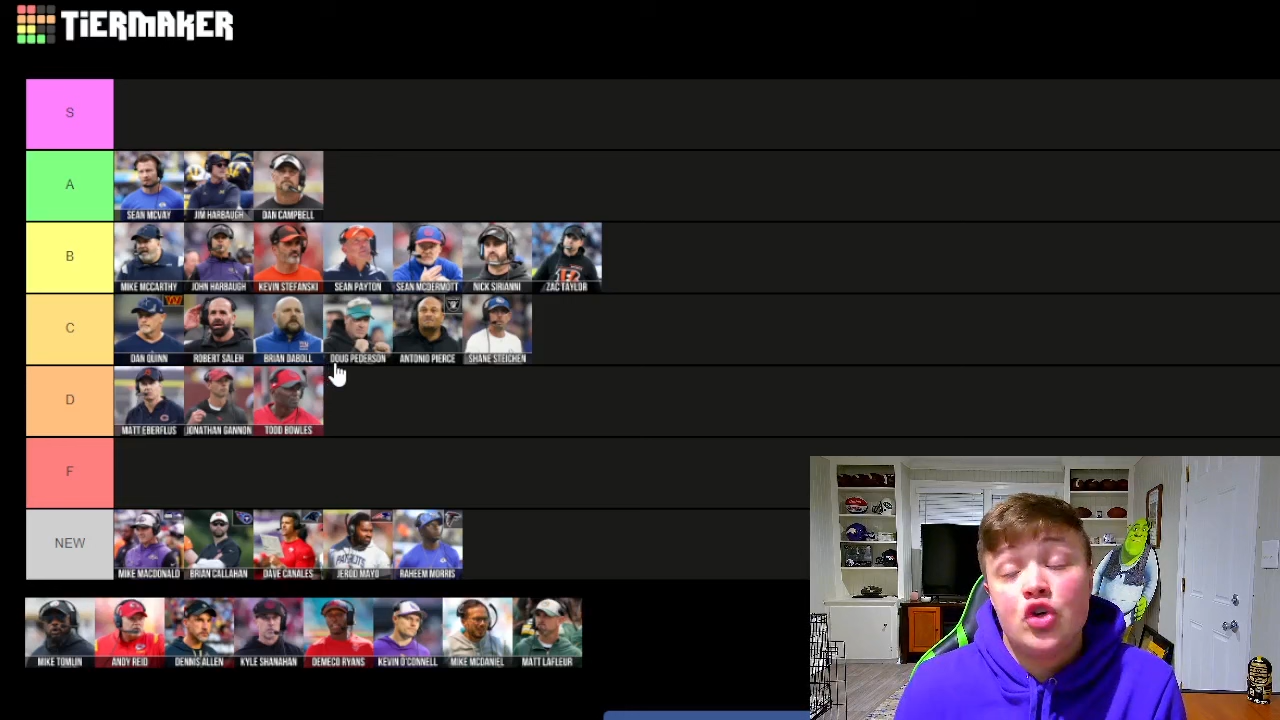 TiERMAKER
S
A
SEAN MCVAY JIM HARBAUGH DAN CAMPBELL
B
MIKE MCCARTHY JOHN HARBAUGH KEVIN STEFANSKI SEAN PAYTON SEAN MCDERMOTT NICK SIRIANNI ZAC TAYLOR
C
DAN QUINN ROBERT SALEH BRIAN DABOLL DOUG PEDERSON ANTONIO PIERCE SHANE STEICHEN
D
MATT EBERFLUS JONATHAN GANNON TODD BOWLES
F
NEW
MIKE MACDONALD BRIAN CALLAHAN DAVE CANALES JEROD MAYO RAHEEM MORRIS
MIKE TOMLIN ANDY REID DENNIS ALLEN KYLE SHANAHAN DEMECO RYANS KEVIN O'CONNELL MIKE MCDANIEL MATT LAFLEUR